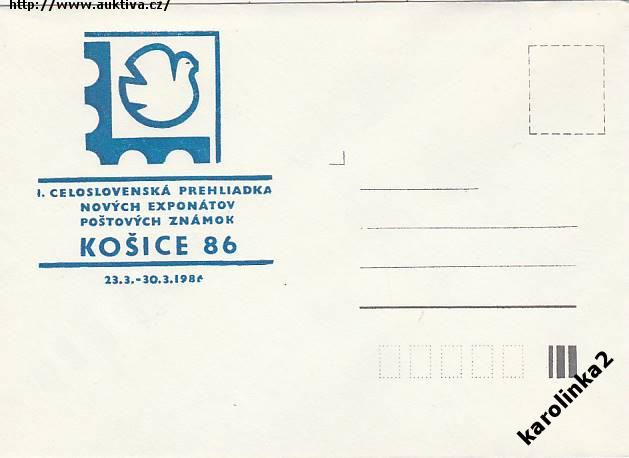 http://www.auktiva.cz/
I. CELOSLOVENSKÁ PREHLIADKA
NOVÝCH EXPONÁTOV
POŠTOVÝCH ZNÁMOK
KOŠICE 86
23.3.-30.3.1986
karolinka2